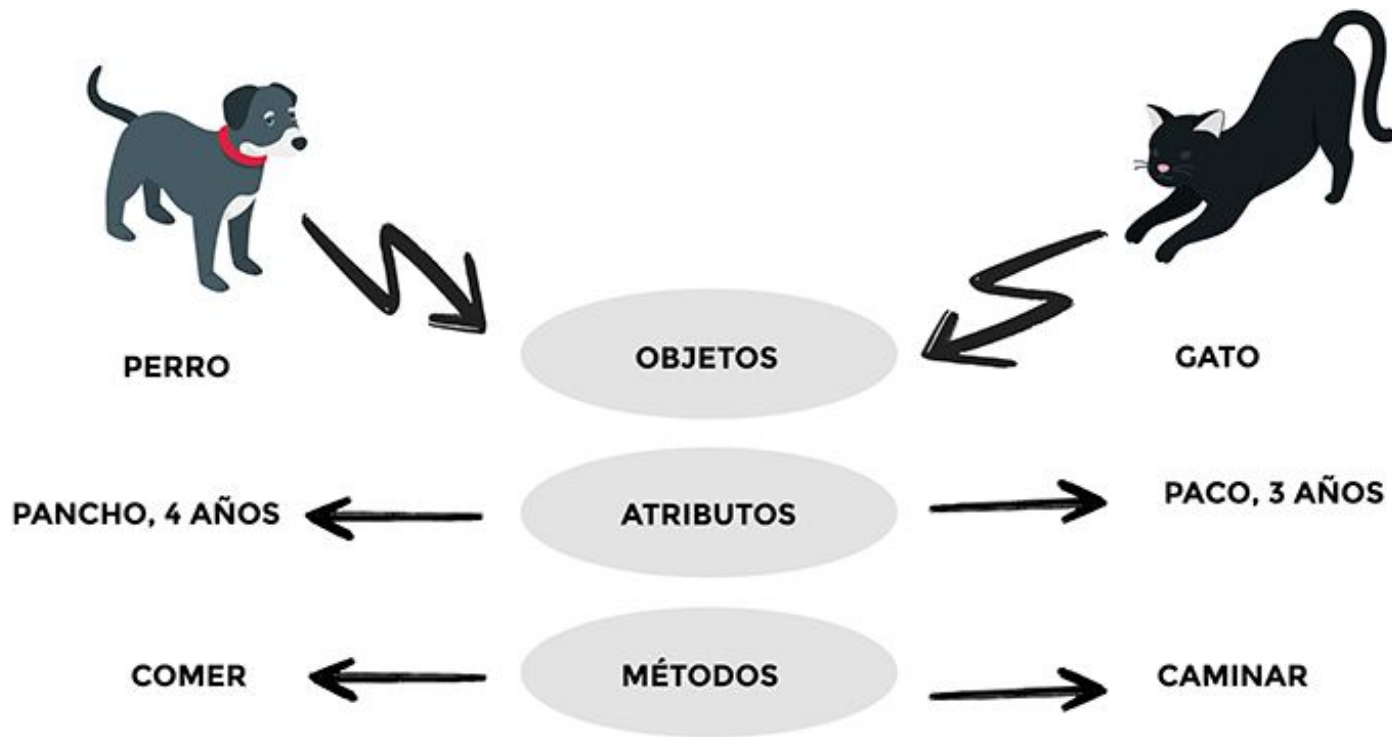 PERRO
OBJETOS
GATO
PANCHO, 4 AÑOS
ATRIBUTOS
PACO, 3 AÑOS
COMER
MÉTODOS
CAMINAR